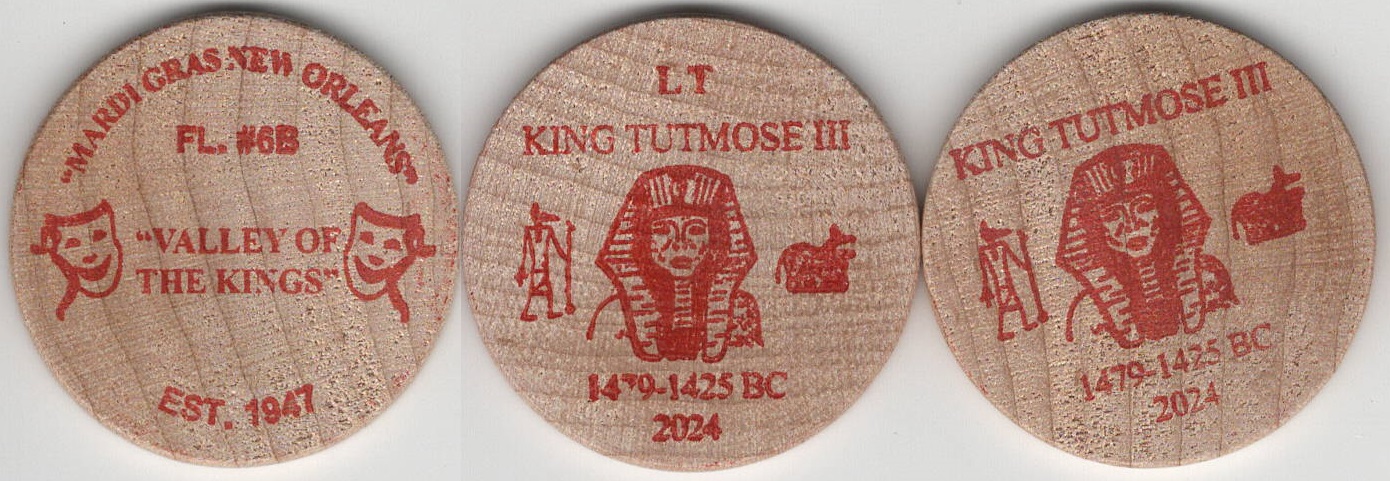 "MARDI GRAS NEW ORLEANS"
FL. #6B
"VALLEY OF
THE KINGS"
EST. 1947
LT
KING TUTMOSE III
1479-1425 BC
2024
KING TUTMOSE III
1479-1425 BC
2024